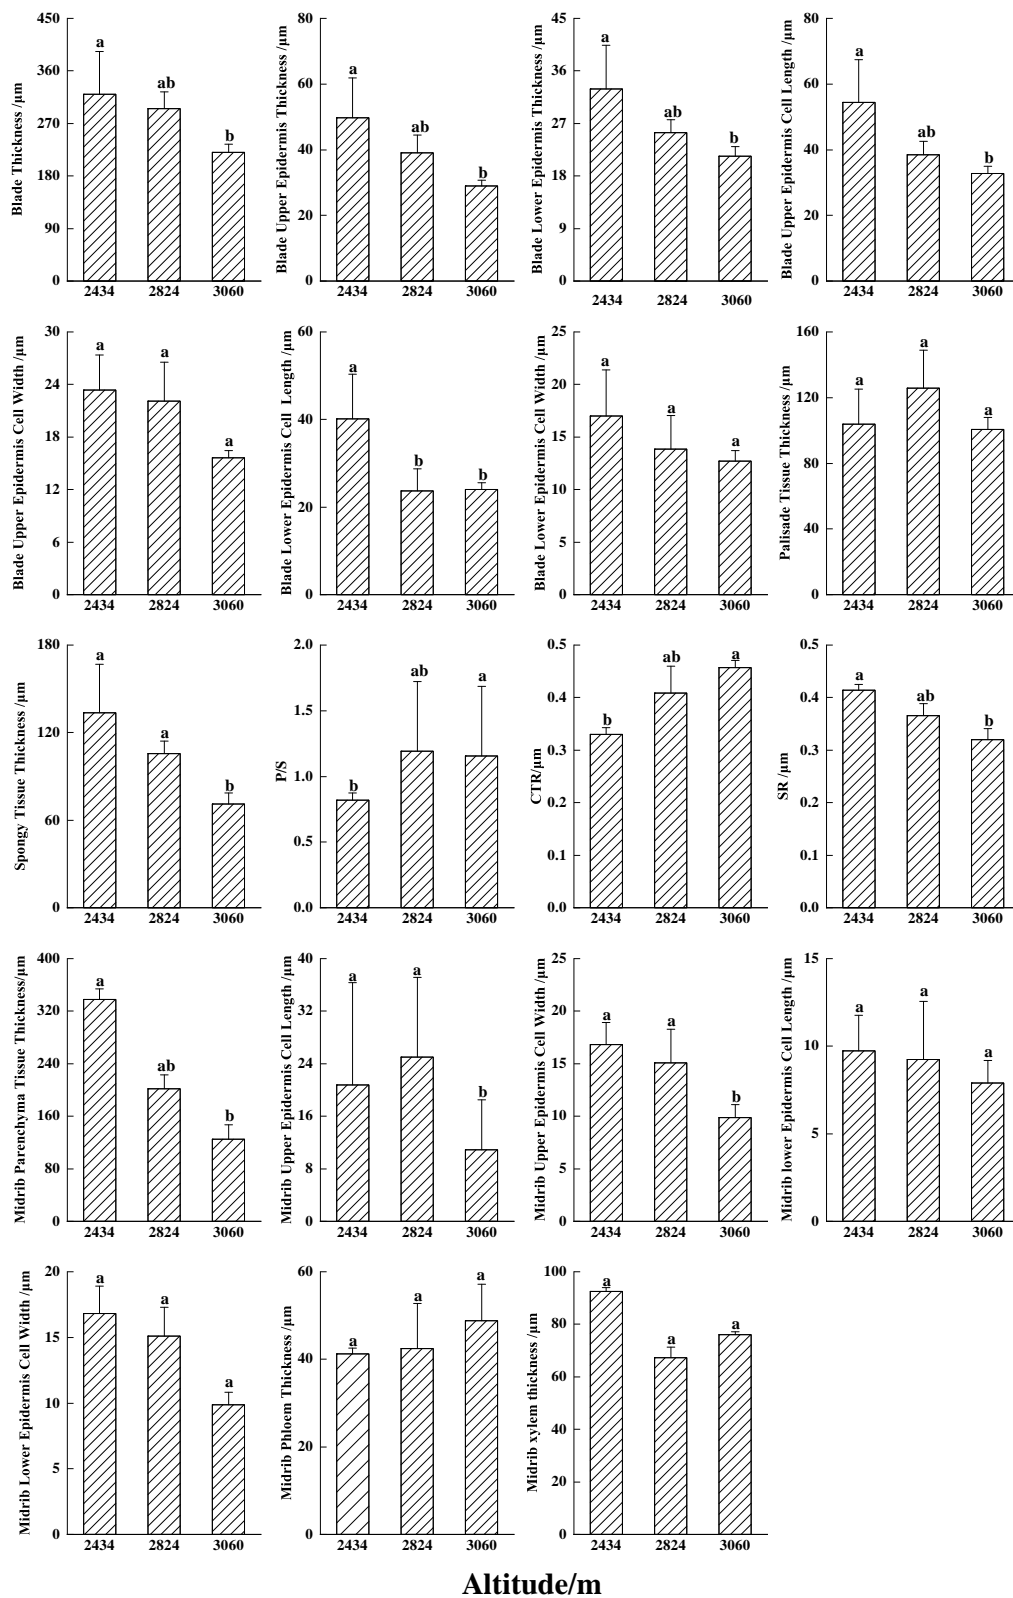 Blade Thickness /μm
450
360
270
180
90
0
a
ab
b
2434 2824 3060
Blade Upper Epidermis Thickness /μm
80
60
40
20
0
a
ab
b
2434 2824 3060
Blade Lower Epidermis Thickness /μm
45
36
27
18
9
0
a
ab
b
2434 2824 3060
Blade Upper Epidermis Cell Length /μm
80
60
40
20
0
a
ab
b
2434 2824 3060
Blade Upper Epidermis Cell Width /μm
30
24
18
12
6
0
a
a
a
2434 2824 3060
Blade Lower Epidermis Cell Length /μm
60
40
20
0
a
b
b
2434 2824 3060
Blade Lower Epidermis Cell Width /μm
25
20
15
10
5
0
a
a
a
2434 2824 3060
Palisade Tissue Thickness /μm
160
120
80
40
0
a
a
a
2434 2824 3060
Spongy Tissue Thickness /μm
180
120
60
0
a
a
b
2434 2824 3060
P/S
2.0
1.5
1.0
0.5
0.0
b
ab
a
2434 2824 3060
CTR/μm
0.5
0.4
0.3
0.2
0.1
0.0
b
ab
a
2434 2824 3060
SR /μm
0.5
0.4
0.3
0.2
0.1
0.0
a
ab
b
2434 2824 3060
Midrib Parenchyma Tissue Thickness/μm
400
320
240
160
80
0
a
ab
b
2434 2824 3060
Midrib Upper Epidermis Cell Length /μm
40
32
24
16
8
0
a
a
b
2434 2824 3060
Midrib Upper Epidermis Cell Width /μm
25
20
15
10
5
0
a
a
b
2434 2824 3060
Midrib lower Epidermis Cell Length /μm
15
10
5
0
a
a
a
2434 2824 3060
Midrib Lower Epidermis Cell Width /μm
20
15
10
5
0
a
a
a
2434 2824 3060
Midrib Phloem Thickness /μm
60
40
20
0
a
a
a
2434 2824 3060
Midrib xylem thickness /μm
100
80
60
40
20
0
a
a
a
2434 2824 3060
Altitude/m